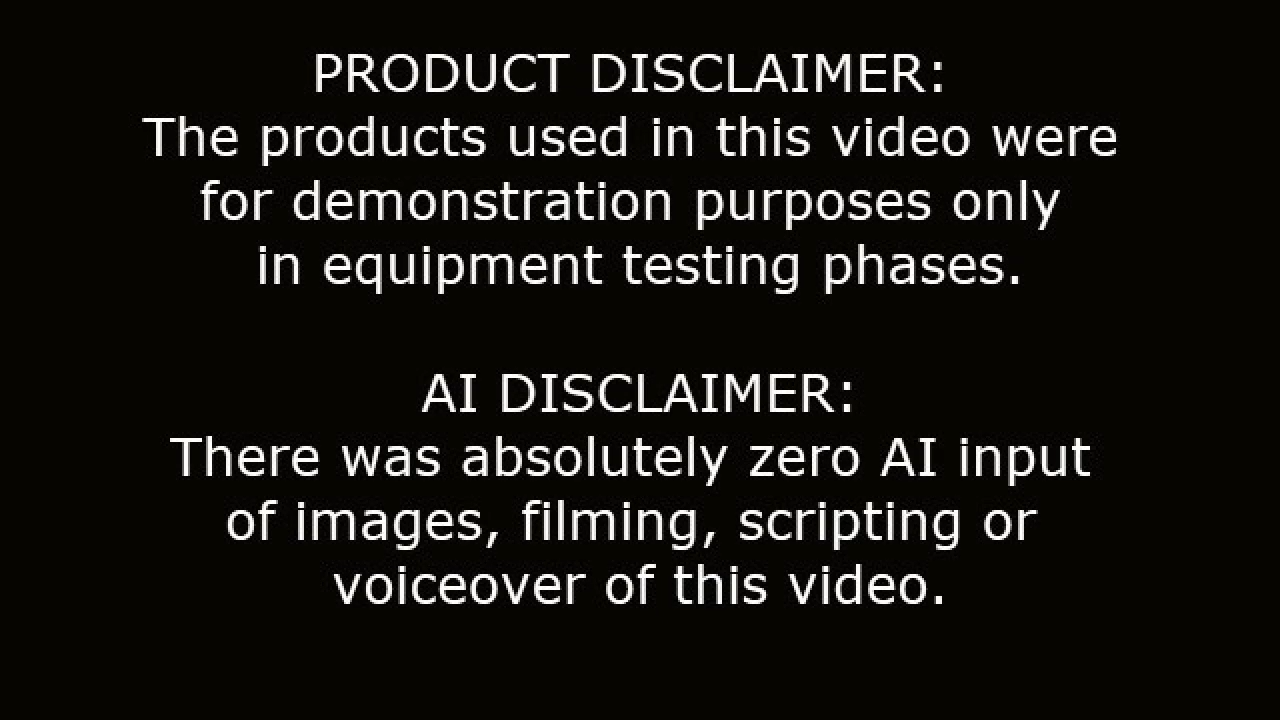 PRODUCT DISCLAIMER:
The products used in this video were
for demonstration purposes only
in equipment testing phases.
AI DISCLAIMER:
There was absolutely zero AI input
of images, filming, scripting or
voiceover of this video.